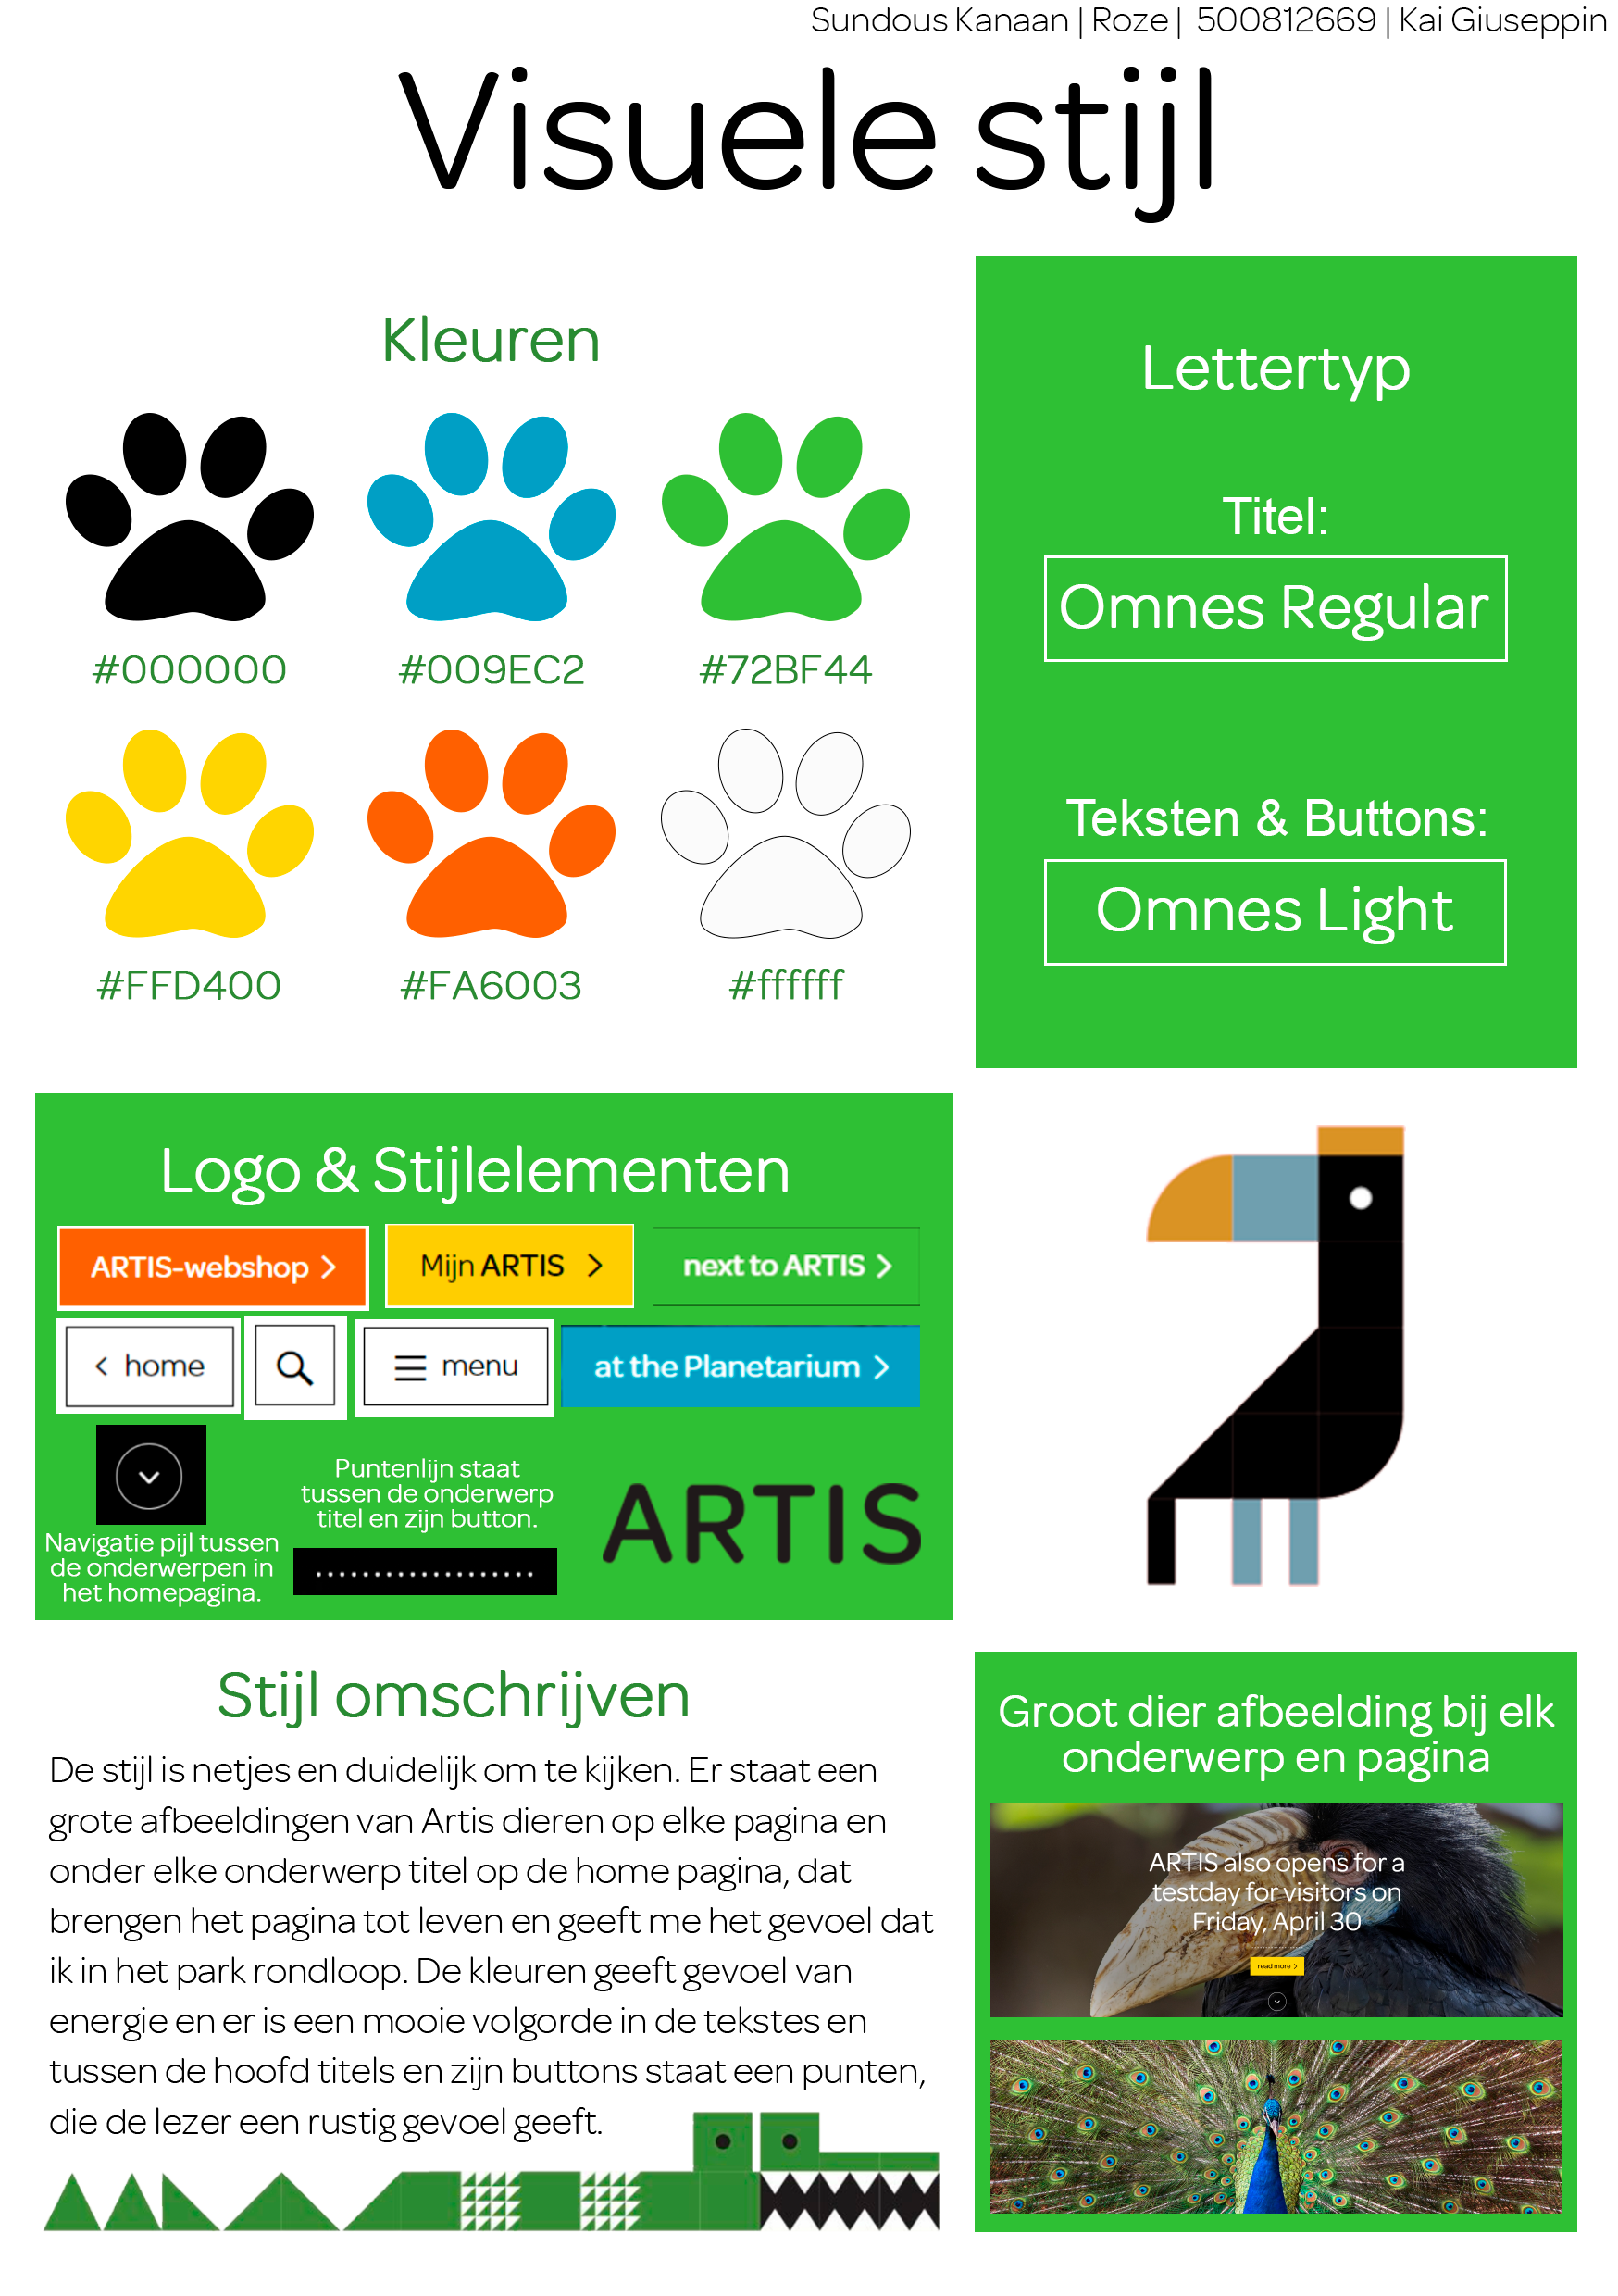 Sundous Kanaan | Roze | 500812669 | Kai Giuseppin
Visuele stijl
Kleuren
#000000
#009EC2
#72BF44
#FFD400
#FA6003
#ffffff
Lettertyp
Titel:
Omnes Regular
Teksten & Buttons:
Omnes Light
Logo & Stijlelementen
ARTIS-webshop >
Mijn ARTIS >
next to ARTIS >
< home
menu
at the Planetarium >
Navigatie pijl tussen
de onderwerpen in
het homepagina.
Puntenlijn staat
tussen de onderwerp
titel en zijn button.
ARTIS
Stijl omschrijven
De stijl is netjes en duidelijk om te kijken. Er staat een
grote afbeeldingen van Artis dieren op elke pagina en
onder elke onderwerp titel op de home pagina, dat
brengen het pagina tot leven en geeft me het gevoel dat
ik in het park rondloop. De kleuren geeft gevoel van
energie en er is een mooie volgorde in de tekstes en
tussen de hoofd titels en zijn buttons staat een punten,
die de lezer een rustig gevoel geeft.
Groot dier afbeelding bij elk
onderwerp en pagina
ARTIS also opens for a
testday for visitors on
Friday, April 30
read more >